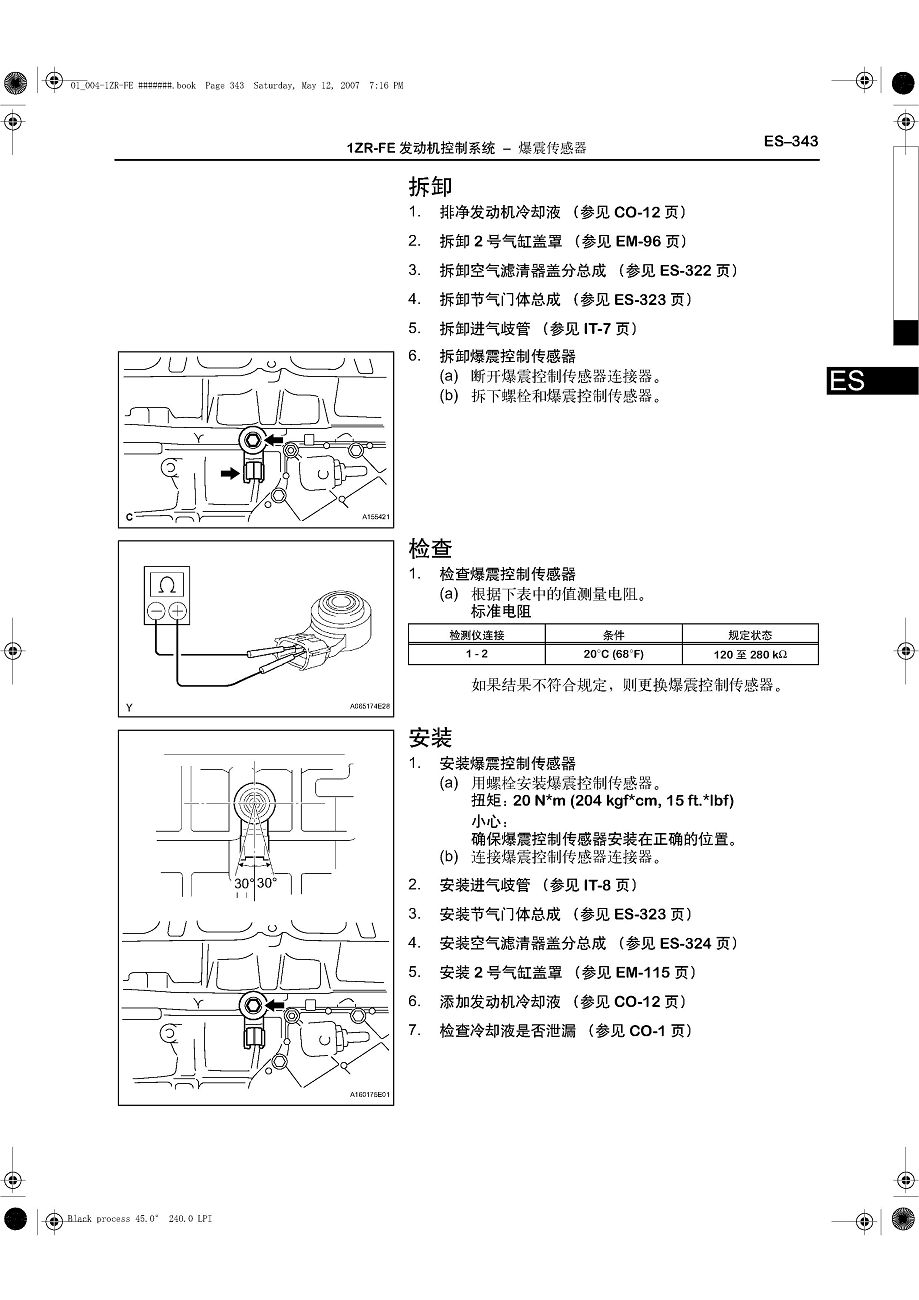 01_004-1ZR-FE #######.book Page 343 Saturday, May 12, 2007 7:16 PM
1ZR-FE 发动机控制系统 – 爆震传感器
ES–343
拆卸
1. 排净发动机冷却液 （参见 CO-12 页）
2. 拆卸 2 号气缸盖罩 （参见 EM-96 页）
3. 拆卸空气滤清器盖分总成 （参见 ES-322 页）
4. 拆卸节气门体总成 （参见 ES-323 页）
5. 拆卸进气歧管 （参见 IT-7 页）
6. 拆卸爆震控制传感器
(a) 断开爆震控制传感器连接器。
(b) 拆下螺栓和爆震控制传感器。
ES
C
A155421
检查
1. 检查爆震控制传感器
(a) 根据下表中的值测量电阻。
标准电阻
检测仪连接 条件 规定状态
1 - 2 20°C (68°F) 120 至 280 kΩ
如果结果不符合规定，则更换爆震控制传感器。
Ω
Y
A065174E28
安装
1. 安装爆震控制传感器
(a) 用螺栓安装爆震控制传感器。
扭矩：20 N*m (204 kgf*cm, 15 ft.*lbf)
小心：
确保爆震控制传感器安装在正确的位置。
(b) 连接爆震控制传感器连接器。
2. 安装进气歧管 （参见 IT-8 页）
3. 安装节气门体总成 （参见 ES-323 页）
4. 安装空气滤清器盖分总成 （参见 ES-324 页）
5. 安装 2 号气缸盖罩 （参见 EM-115 页）
6. 添加发动机冷却液 （参见 CO-12 页）
7. 检查冷却液是否泄漏 （参见 CO-1 页）
30° 30°
A160175E01
Black process 45.0° 240.0 LPI